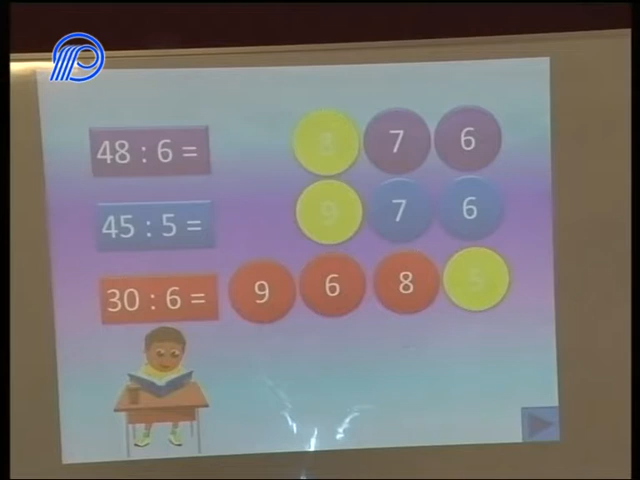 48 : 6 = 8 7 6
45 : 5 = 9 7 6
30 : 6 = 9 6 8 5